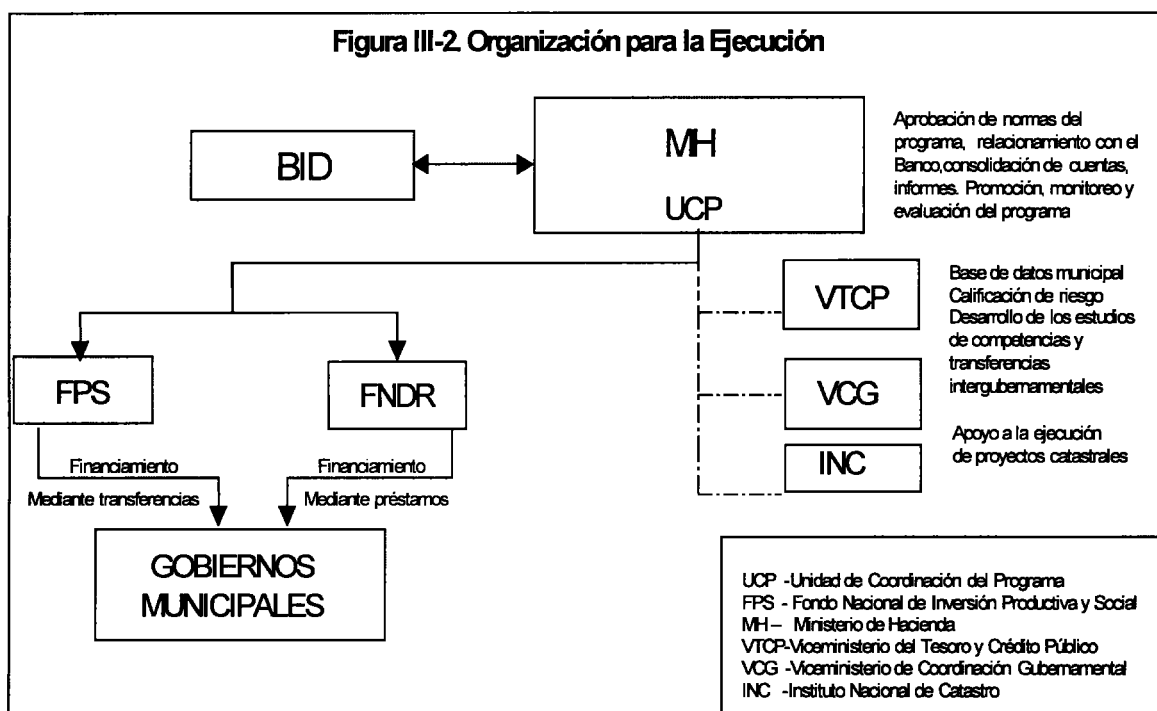 Figura III-2. Organización para la Ejecución
BID
MH
UCP
Aprobación de normas del
programa, relacionamiento con el
Banco,consolidación de cuentas,
informes. Promoción, monitoreo y
evaluación del programa
VTCP
Base de datos municipal
Calificación de riesgo
Desarrollo de los estudios
de competencias y
transferencias
intergubernamentales
FPS
FNDR
VCG
Financiamiento
Mediante transferencias
Financiamiento
Mediante préstamos
INC
Apoyo a la ejecución
de proyectos catastrales
GOBIERNOS
MUNICIPALES
UCP -Unidad de Coordinación del Programa
FPS - Fondo Nacional de Inversión Productiva y Social
MH – Ministerio de Hacienda
VTCP-Viceministerio del Tesoro y Crédito Público
VCG -Viceministerio de Coordinación Gubernamental
INC -Instituto Nacional de Catastro